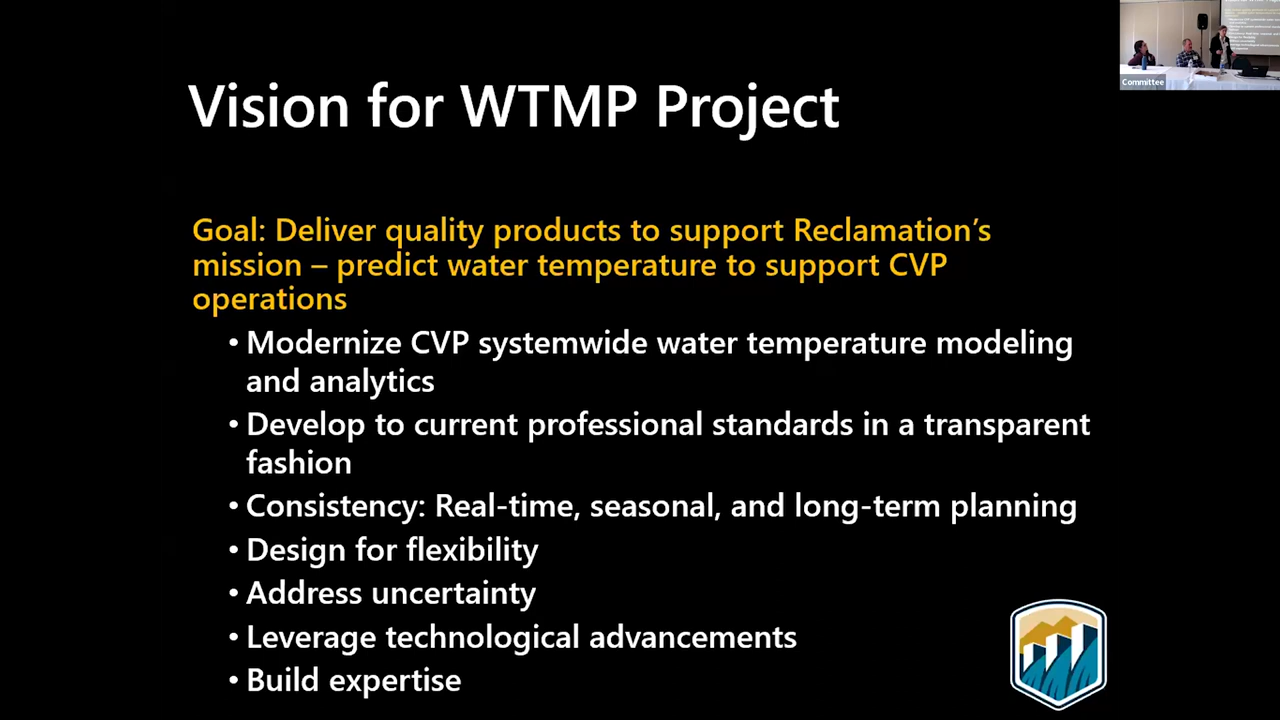 Vision for WTMP Project
Committee
Goal: Deliver quality products to support Reclamation’s
mission – predict water temperature to support CVP
operations
• Modernize CVP systemwide water temperature modeling
and analytics
• Develop to current professional standards in a transparent
fashion
• Consistency: Real-time, seasonal, and long-term planning
• Design for flexibility
• Address uncertainty
• Leverage technological advancements
• Build expertise